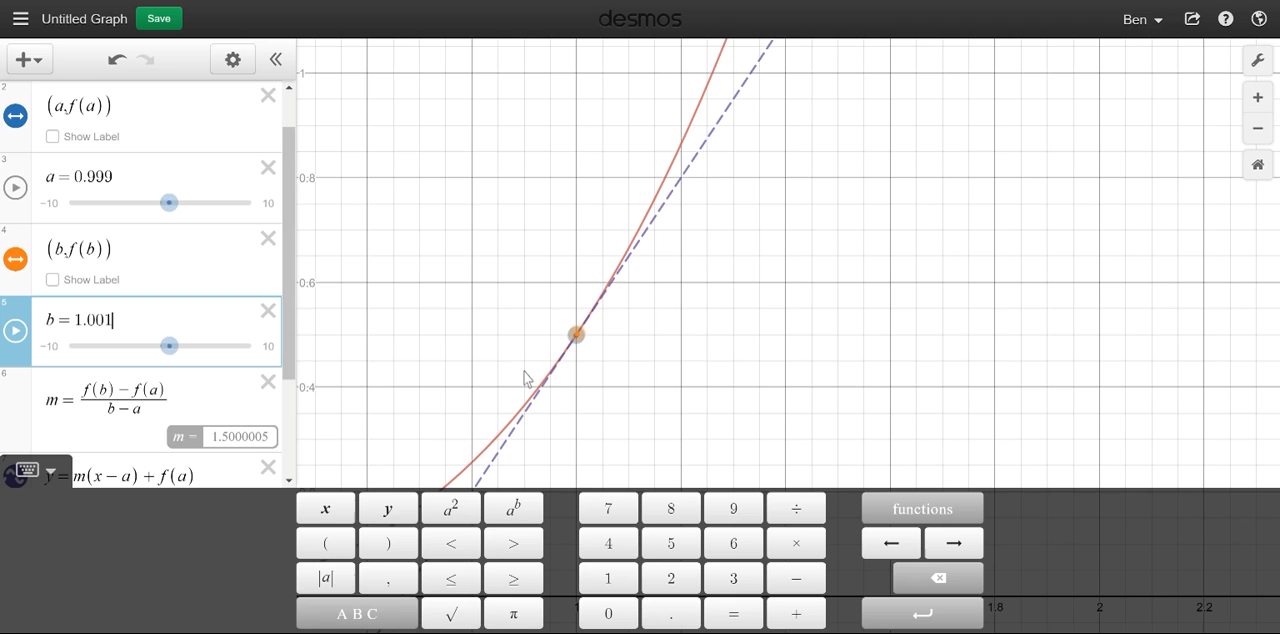 Untitled Graph
Save
desmos
Ben
2
(a,f(a))
Show Label
3
a = 0.999
−10
10
4
(b,f(b))
Show Label
5
b = 1.001
−10
10
6
m = f(b) − f(a) / b − a
m = 1.5000005
y = m(x − a) + f(a)
1
0.8
0.6
0.4
1.8
2
2.2
x y a² aᵇ 7 8 9 ÷ functions
( ) < > 4 5 6 × ← →
|a| , ≤ ≥ 1 2 3 −
A B C √ π 0 . = +